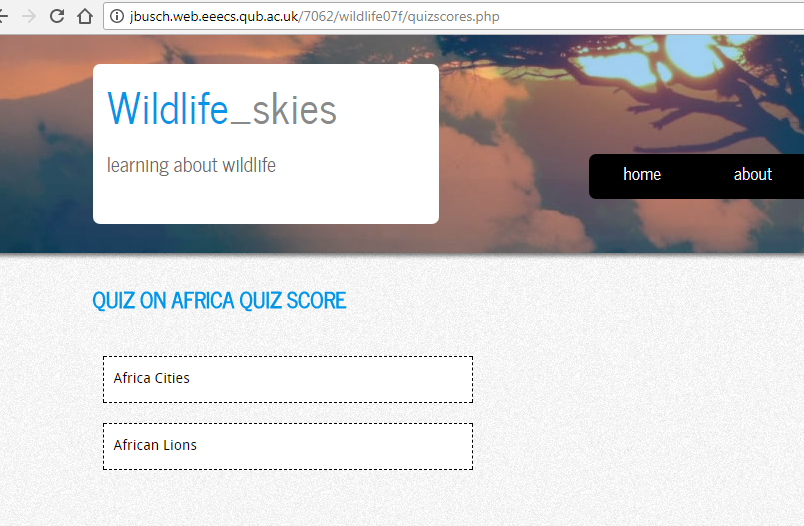 jbusch.web.eeecs.qub.ac.uk/7062/wildlife07f/quizscores.php
Wildlife_skies
learning about wildlife
home about
QUIZ ON AFRICA QUIZ SCORE
Africa Cities
African Lions